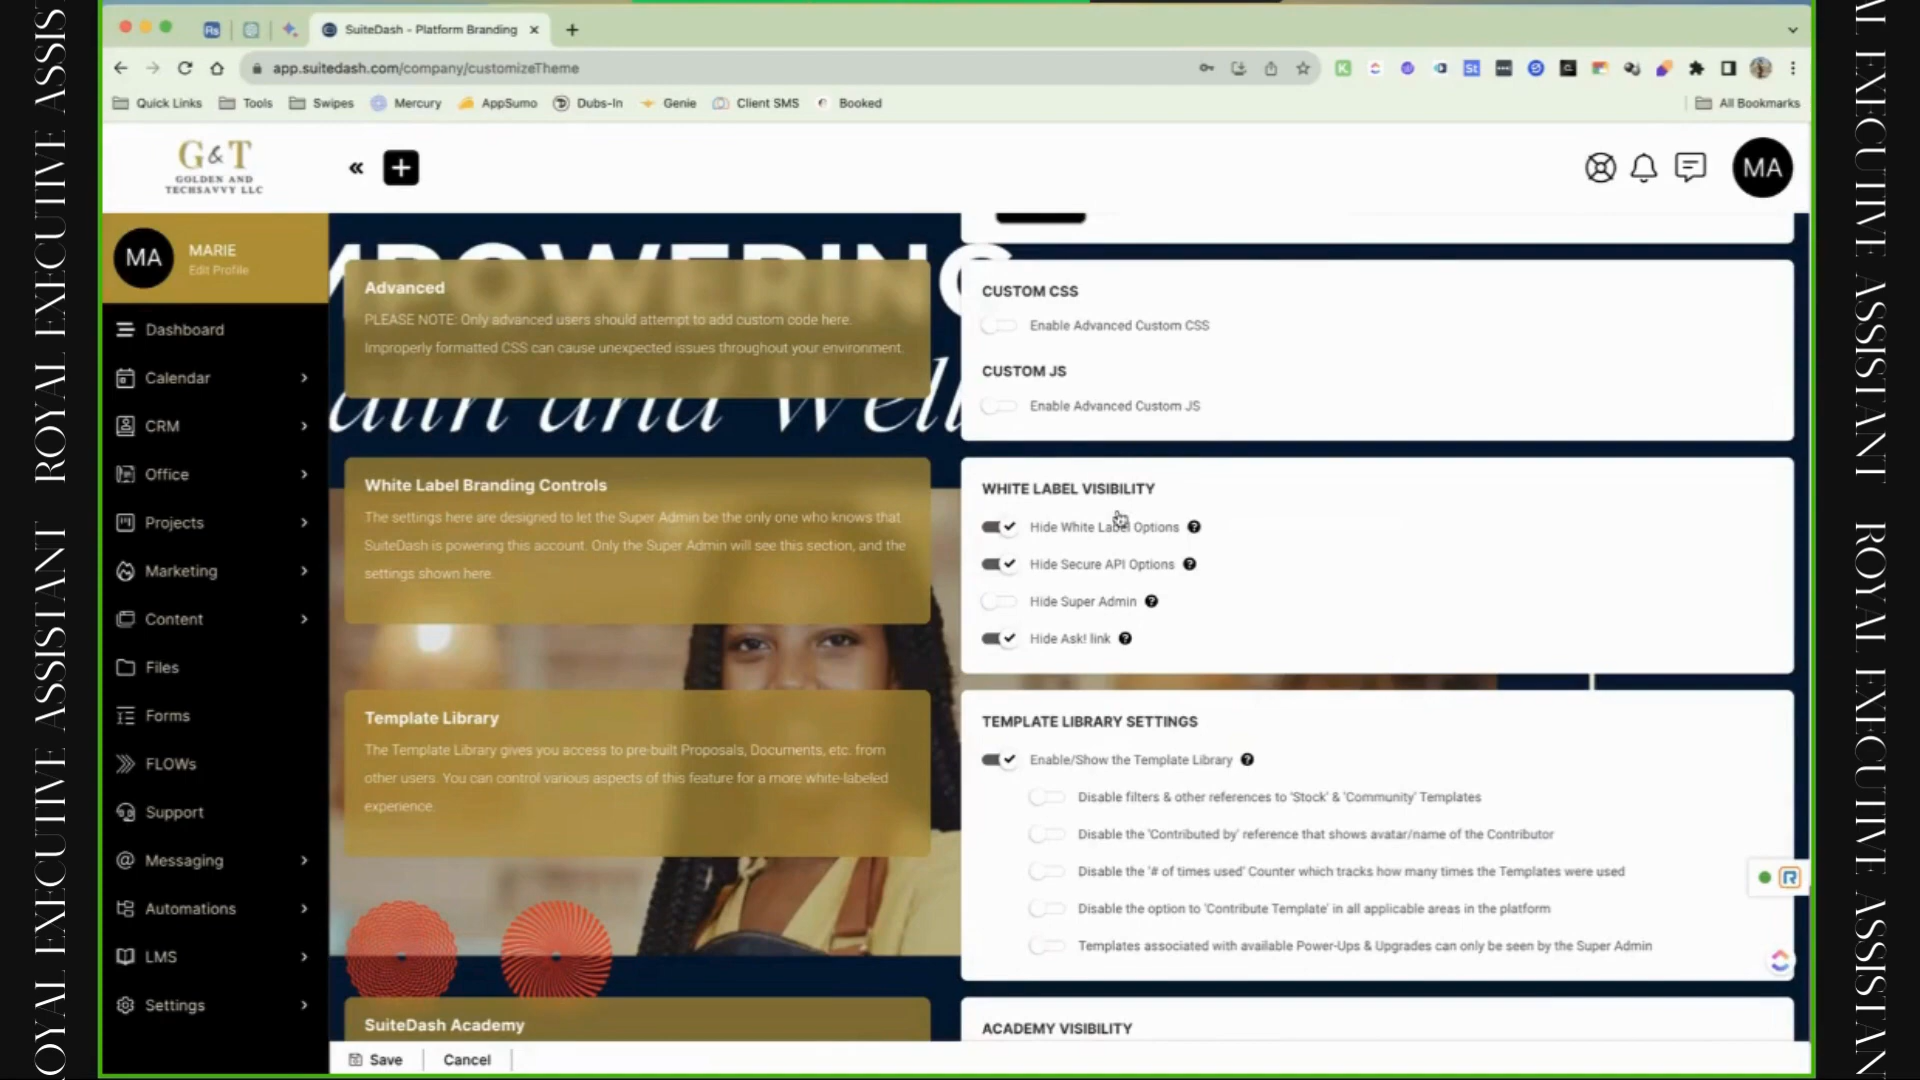 ROYAL EXECUTIVE ASSISTANT
ROYAL EXECUTIVE ASSISTANT
SuiteDash - Platform Branding
app.suitedash.com/company/customizeTheme
Quick Links
Tools
Swipes
Mercury
AppSumo
Dubs-In
Genie
Client SMS
Booked
All Bookmarks
G&T
GOLDEN AND
TECHSAVVY LLC
MA
MA
MARIE
Edit Profile
Dashboard
Calendar
CRM
Office
Projects
Marketing
Content
Files
Forms
FLOWs
Support
Messaging
Automations
LMS
Settings
Advanced
PLEASE NOTE: Only advanced users should attempt to add custom code here.
Improperly formatted CSS can cause unexpected issues throughout your environment.
White Label Branding Controls
The settings here are designed to let the Super Admin be the only one who knows that
SuiteDash is powering this account. Only the Super Admin will see this section, and the
settings shown here.
Template Library
The Template Library gives you access to pre-built Proposals, Documents, etc. from
other users. You can control various aspects of this feature for a more white-labeled
experience.
SuiteDash Academy
CUSTOM CSS
Enable Advanced Custom CSS
CUSTOM JS
Enable Advanced Custom JS
WHITE LABEL VISIBILITY
Hide White Label Options
Hide Secure API Options
Hide Super Admin
Hide Ask! link
TEMPLATE LIBRARY SETTINGS
Enable/Show the Template Library
Disable filters & other references to 'Stock' & 'Community' Templates
Disable the 'Contributed by' reference that shows avatar/name of the Contributor
Disable the '# of times used' Counter which tracks how many times the Templates were used
Disable the option to 'Contribute Template' in all applicable areas in the platform
Templates associated with available Power-Ups & Upgrades can only be seen by the Super Admin
ACADEMY VISIBILITY
Save
Cancel